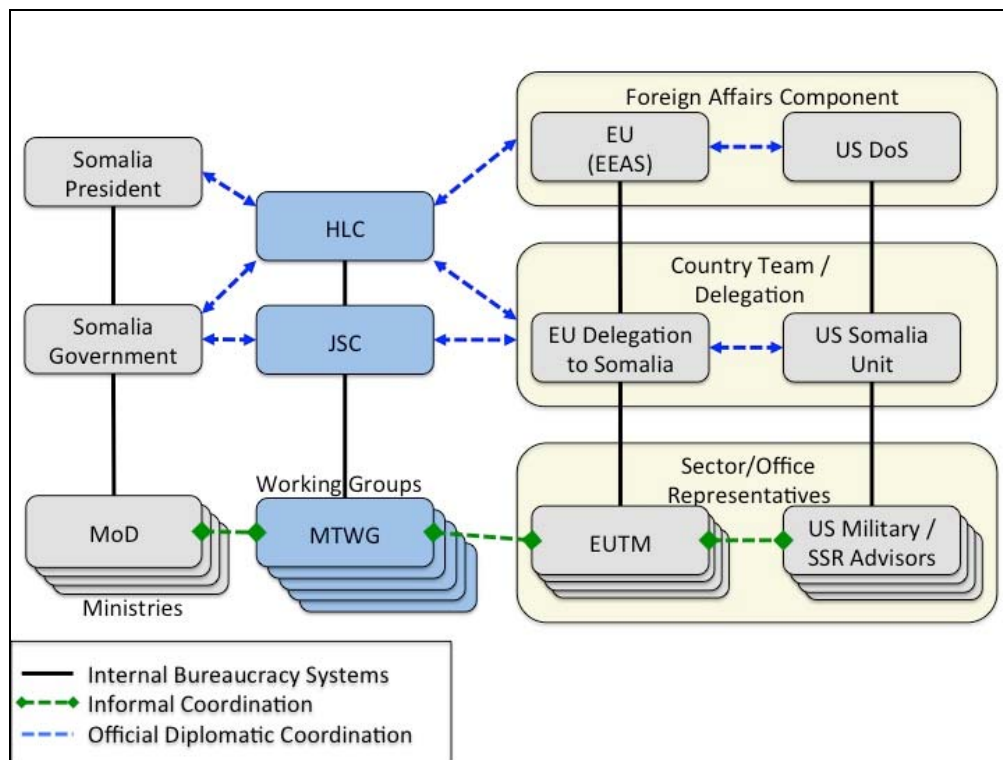 Foreign Affairs Component
Somalia
President
HLC
EU
(EEAS)
US DoS
Country Team /
Delegation
Somalia
Government
JSC
EU Delegation
to Somalia
US Somalia
Unit
Sector/Office
Representatives
Working Groups
MoD
MTWG
EUTM
US Military /
SSR Advisors
Ministries
Internal Bureaucracy Systems
Informal Coordination
Official Diplomatic Coordination